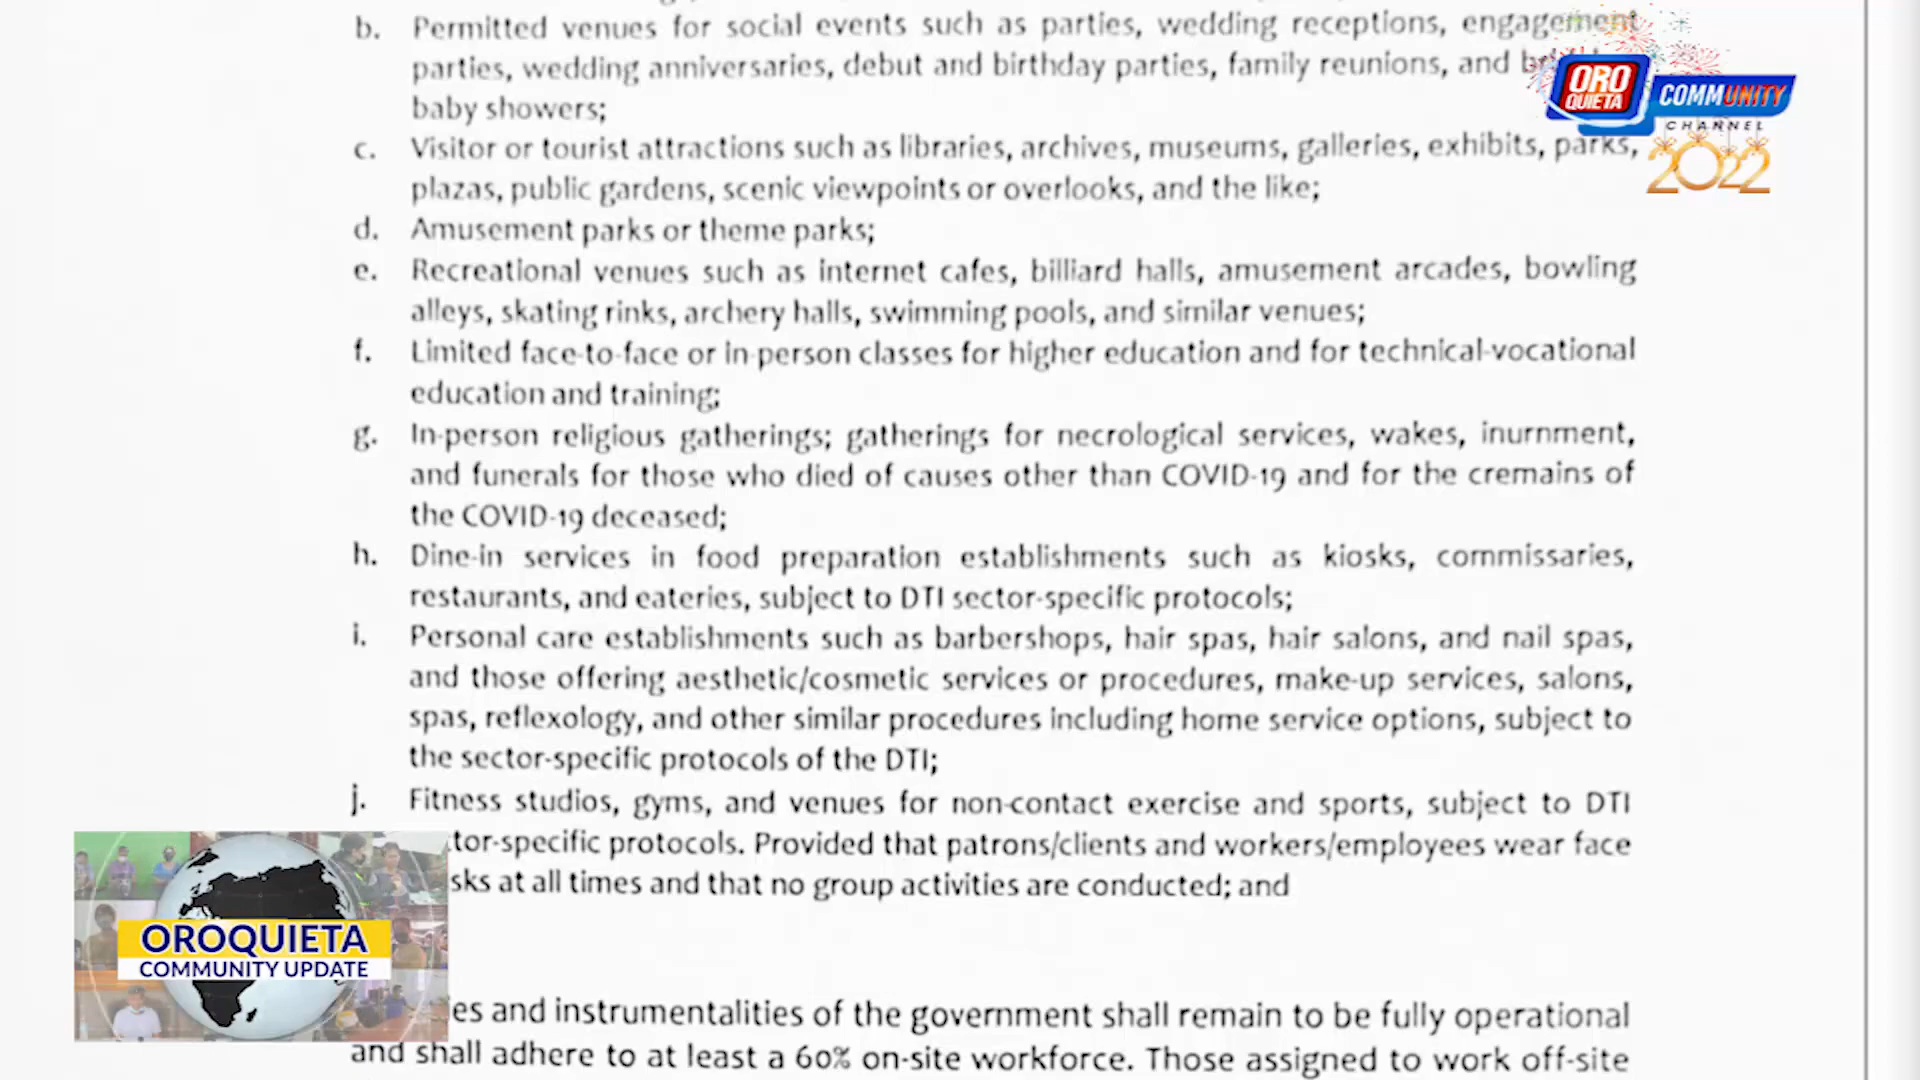 b. Permitted venues for social events such as parties, wedding receptions, engagement
parties, wedding anniversaries, debut and birthday parties, family reunions, and
baby showers;
c. Visitor or tourist attractions such as libraries, archives, museums, galleries, exhibits, parks,
plazas, public gardens, scenic viewpoints or overlooks, and the like;
d. Amusement parks or theme parks;
e. Recreational venues such as internet cafes, billiard halls, amusement arcades, bowling
alleys, skating rinks, archery halls, swimming pools, and similar venues;
f. Limited face-to-face or in-person classes for higher education and for technical-vocational
education and training;
g. In-person religious gatherings; gatherings for necrological services, wakes, inurnment,
and funerals for those who died of causes other than COVID-19 and for the cremains of
the COVID-19 deceased;
h. Dine-in services in food preparation establishments such as kiosks, commissaries,
restaurants, and eateries, subject to DTI sector-specific protocols;
i. Personal care establishments such as barbershops, hair spas, hair salons, and nail spas,
and those offering aesthetic/cosmetic services or procedures, make-up services, salons,
spas, reflexology, and other similar procedures including home service options, subject to
the sector-specific protocols of the DTI;
j. Fitness studios, gyms, and venues for non-contact exercise and sports, subject to DTI
tor-specific protocols. Provided that patrons/clients and workers/employees wear face
sks at all times and that no group activities are conducted; and
es and instrumentalities of the government shall remain to be fully operational
and shall adhere to at least a 60% on-site workforce. Those assigned to work off-site
ORO
QUIETA
COMMUNITY
CHANNEL
2022
OROQUIETA
COMMUNITY UPDATE